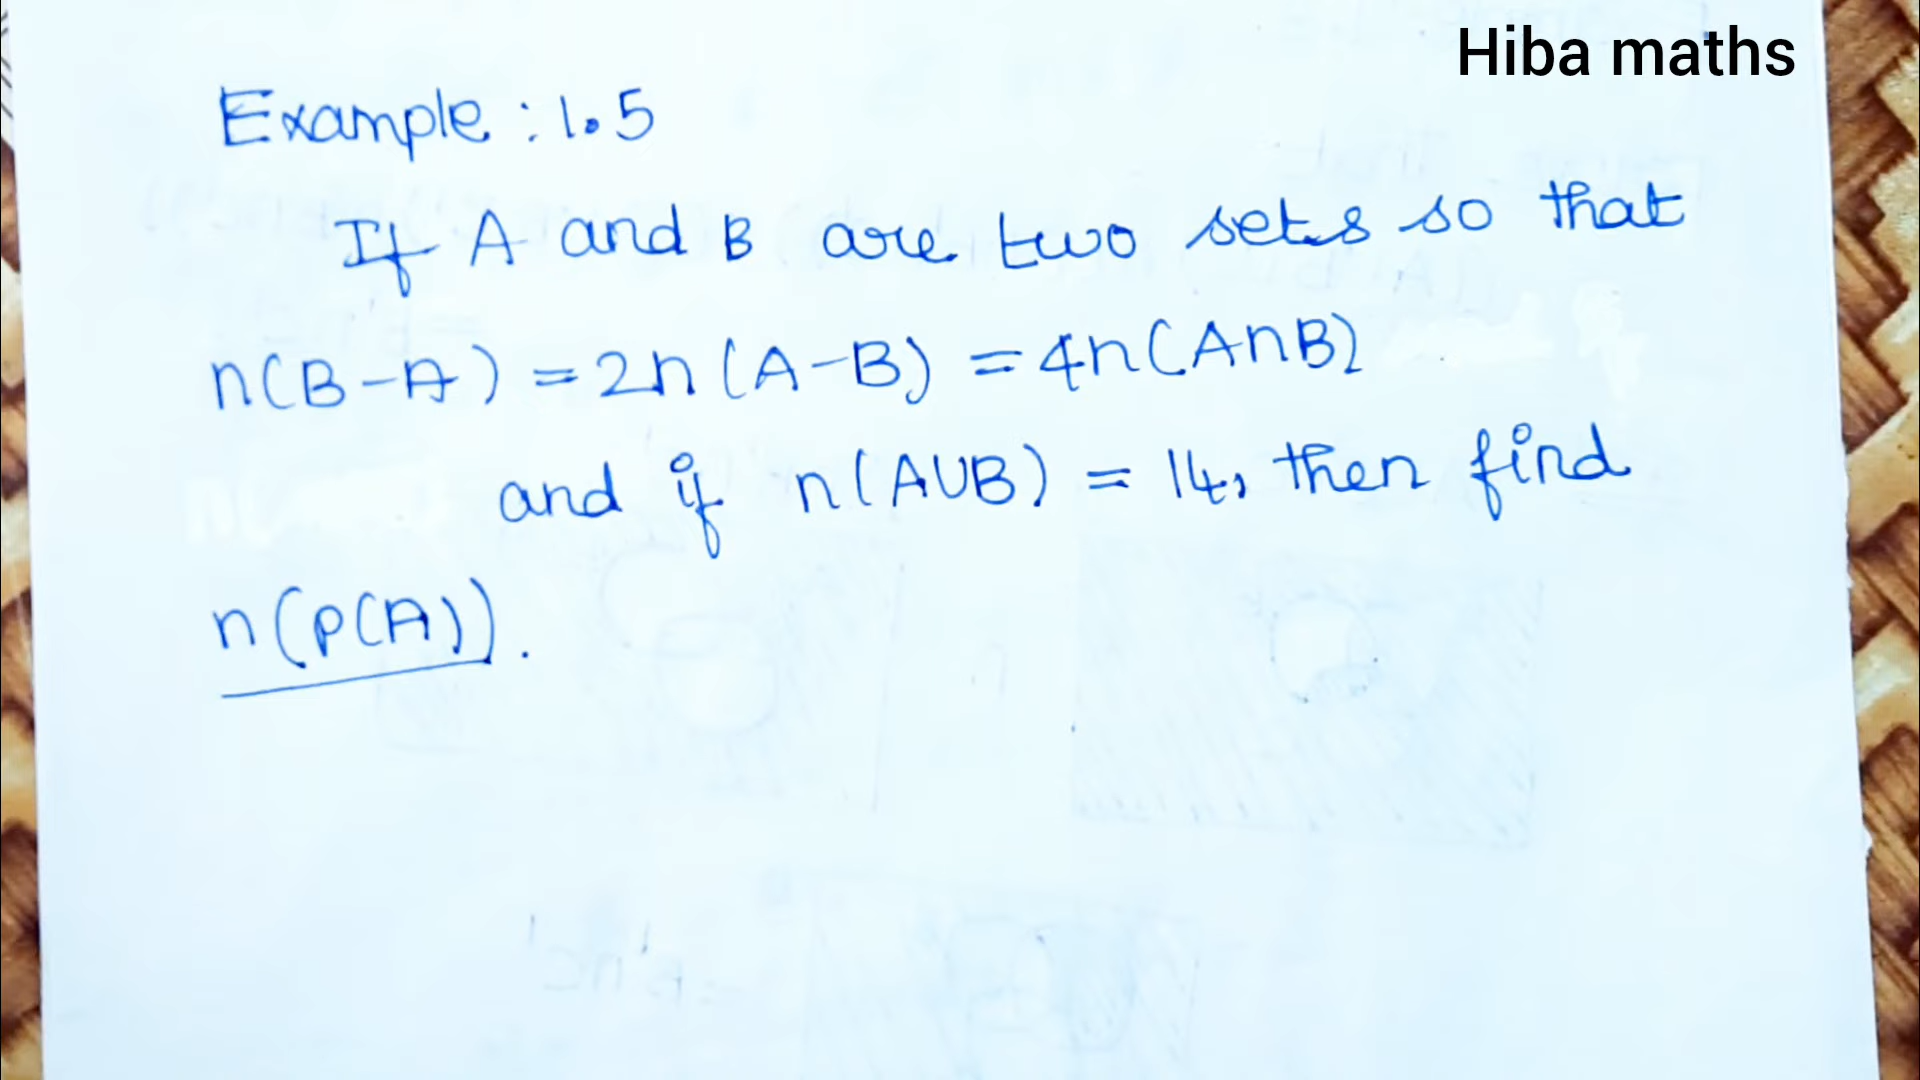 Hiba maths
Example : 1.5
If A and B are two sets so that
n(B-A) = 2n(A-B) = 4n(A∩B)
and if n(A∪B) = 14, then find
n(P(A)).